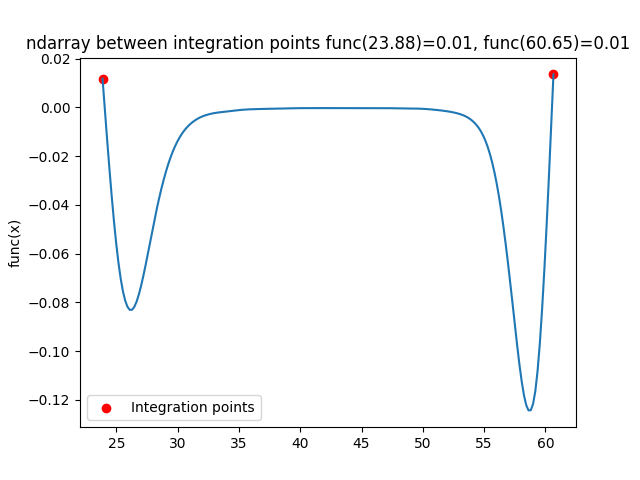 ndarray between integration points func(23.88)=0.01, func(60.65)=0.01
0.02
0.00
−0.02
−0.04
−0.06
−0.08
−0.10
−0.12
func(x)
Integration points
25 30 35 40 45 50 55 60